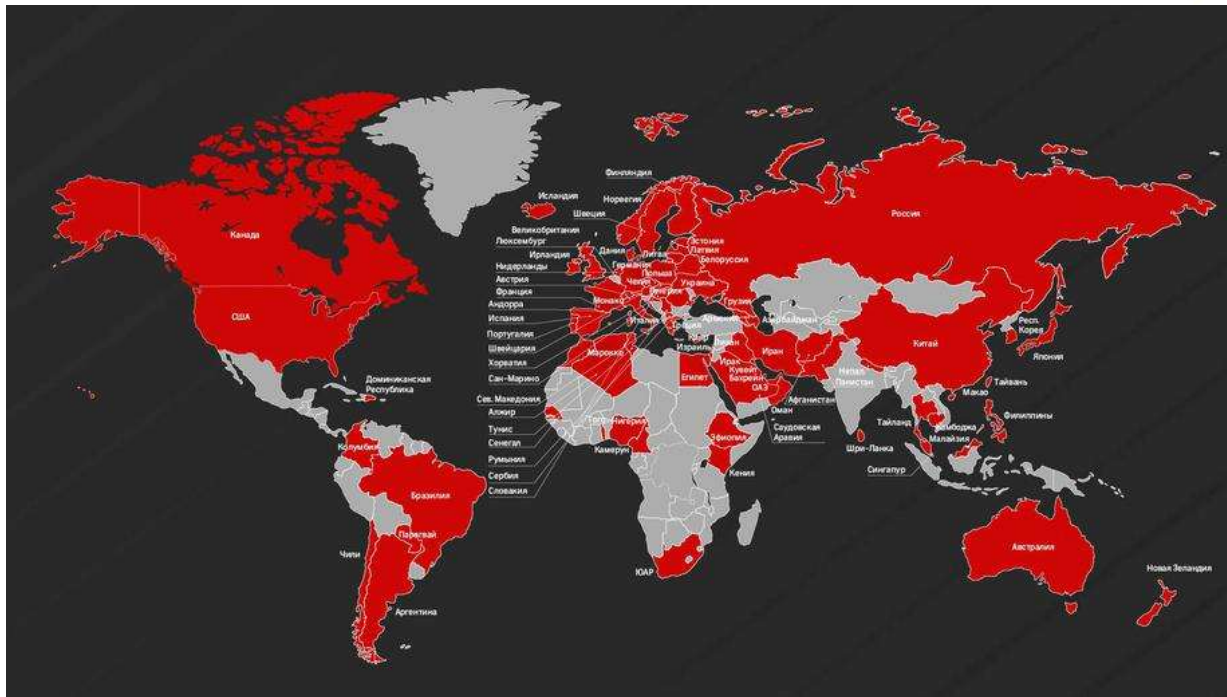 Финляндия
Исландия
Норвегия
Швеция
Великобритания
Люксембург
Ирландия
Нидерланды
Австрия
Франция
Андорра
Испания
Португалия
Швейцария
Хорватия
Сан-Марино
Сев. Македония
Алжир
Тунис
Сенегал
Румыния
Сербия
Словакия
Дания
Германия
Чехия
Монако
Италия
Литва
Польша
Венгрия
Греция
Эстония
Латвия
Белоруссия
Украина
Россия
Грузия
Армения
Азербайджан
Кипр
Ливан
Израиль
Ирак
Иран
Кувейт
Бахрейн
ОАЭ
Египет
Марокко
Того
Нигерия
Камерун
Эфиопия
Кения
ЮАР
Афганистан
Оман
Саудовская
Аравия
Непал
Пакистан
Китай
Респ.
Корея
Япония
Тайвань
Макао
Филиппины
Таиланд
Камбоджа
Малайзия
Шри-Ланка
Сингапур
Австралия
Новая Зеландия
Канада
США
Доминиканская
Республика
Колумбия
Бразилия
Парагвай
Чили
Аргентина